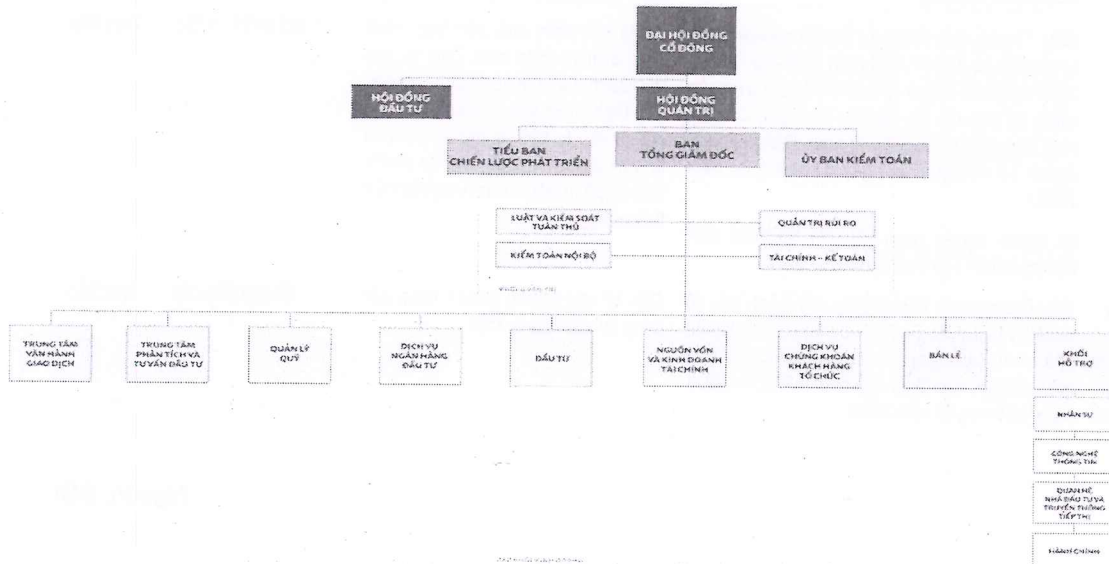 ĐẠI HỘI ĐỒNG
CỔ ĐÔNG
HỘI ĐỒNG
ĐẦU TƯ
HỘI ĐỒNG
QUẢN TRỊ
TIỂU BAN
CHIẾN LƯỢC PHÁT TRIỂN
BAN
TỔNG GIÁM ĐỐC
ỦY BAN KIỂM TOÁN
LUẬT VÀ KIỂM SOÁT
TUÂN THỦ
QUẢN TRỊ RỦI RO
KIỂM TOÁN NỘI BỘ
TÀI CHÍNH – KẾ TOÁN
TRUNG TÂM
VẬN HÀNH
GIAO DỊCH
TRUNG TÂM
PHÂN TÍCH VÀ
TƯ VẤN ĐẦU TƯ
QUẢN LÝ
QUỸ
DỊCH VỤ
NGÂN HÀNG
ĐẦU TƯ
ĐẦU TƯ
NGUỒN VỐN
VÀ KINH DOANH
TÀI CHÍNH
DỊCH VỤ
CHỨNG KHOÁN
KHÁCH HÀNG
TỔ CHỨC
BÁN LẺ
KHỐI
HỖ TRỢ
NHÂN SỰ
CÔNG NGHỆ
THÔNG TIN
QUAN HỆ
NHÀ ĐẦU TƯ VÀ
TRUYỀN THÔNG
TIẾP THỊ
HÀNH CHÍNH